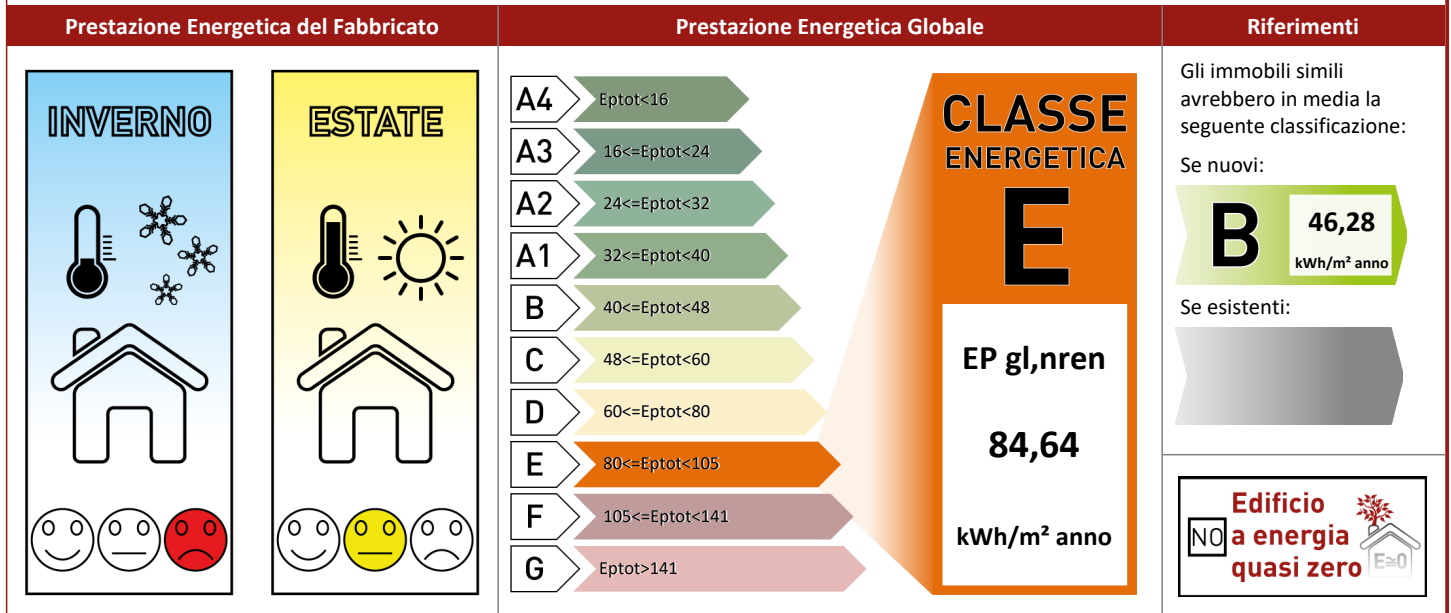 Prestazione Energetica del Fabbricato
Prestazione Energetica Globale
Riferimenti
INVERNO
ESTATE
A4 Eptot<16
A3 16<=Eptot<24
A2 24<=Eptot<32
A1 32<=Eptot<40
B 40<=Eptot<48
C 48<=Eptot<60
D 60<=Eptot<80
E 80<=Eptot<105
F 105<=Eptot<141
G Eptot>141
CLASSE
ENERGETICA
E
EP gl,nren
84,64
kWh/m² anno
Gli immobili simili
avrebbero in media la
seguente classificazione:
Se nuovi:
B
46,28
kWh/m² anno
Se esistenti:
Edificio
NO a energia
quasi zero
E≅0